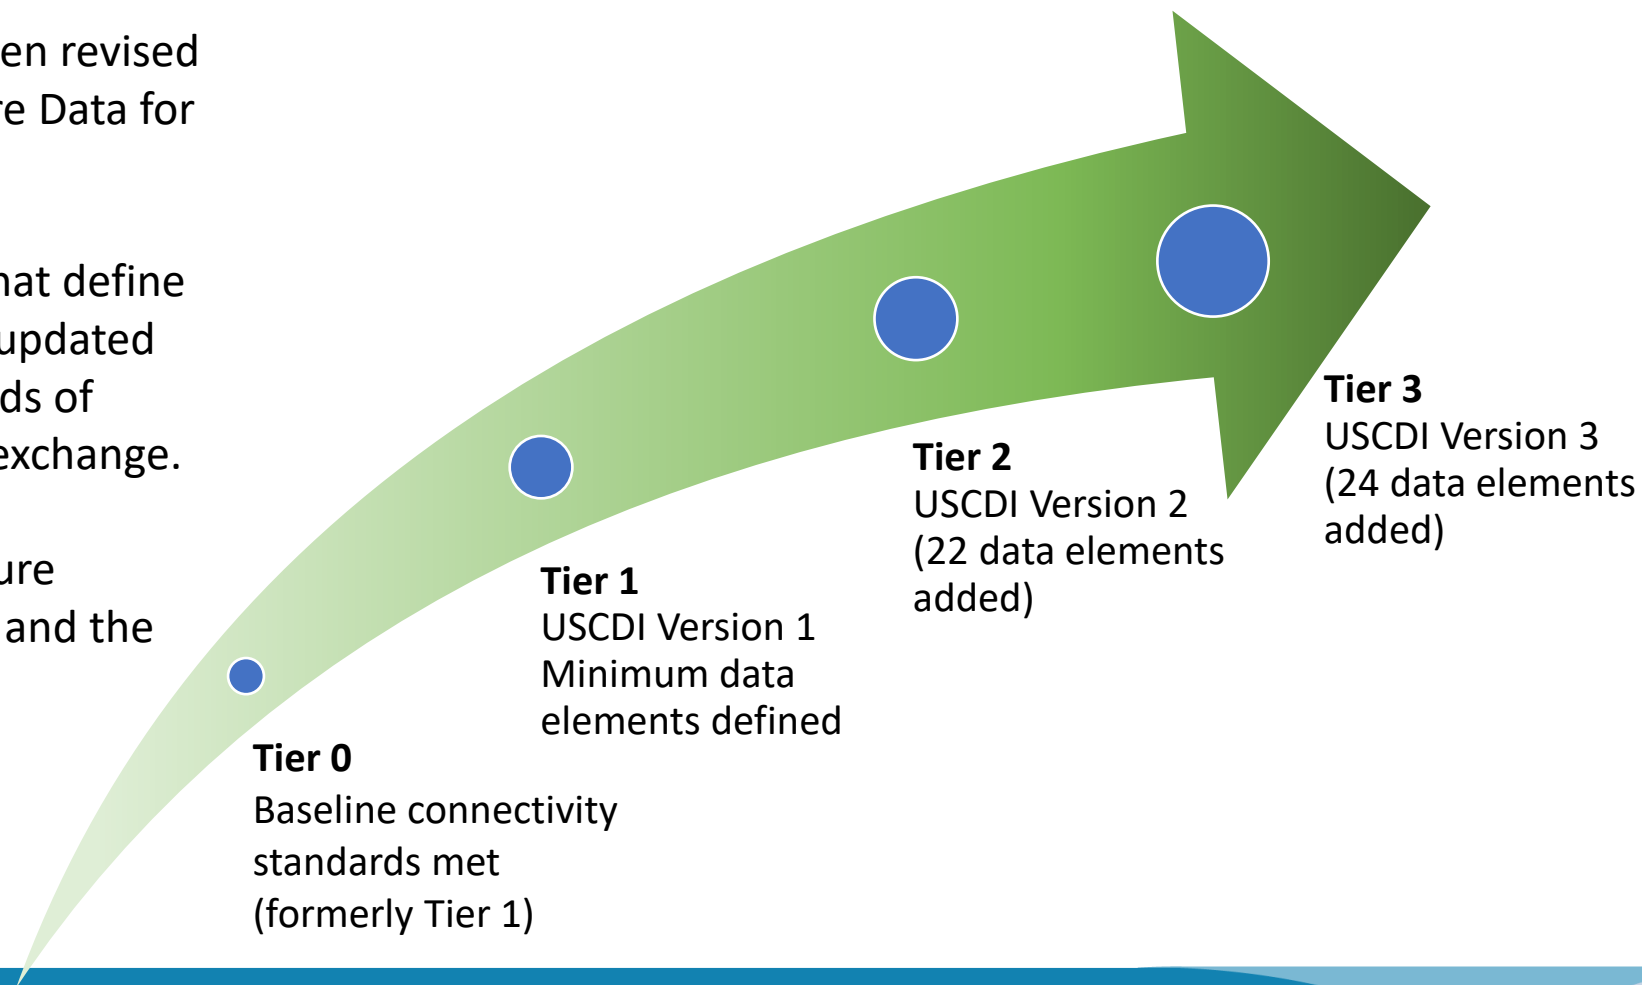 en revised
re Data for
hat define
updated
ds of
exchange.
ure
and the
Tier 0
Baseline connectivity
standards met
(formerly Tier 1)
Tier 1
USCDI Version 1
Minimum data
elements defined
Tier 2
USCDI Version 2
(22 data elements
added)
Tier 3
USCDI Version 3
(24 data elements
added)